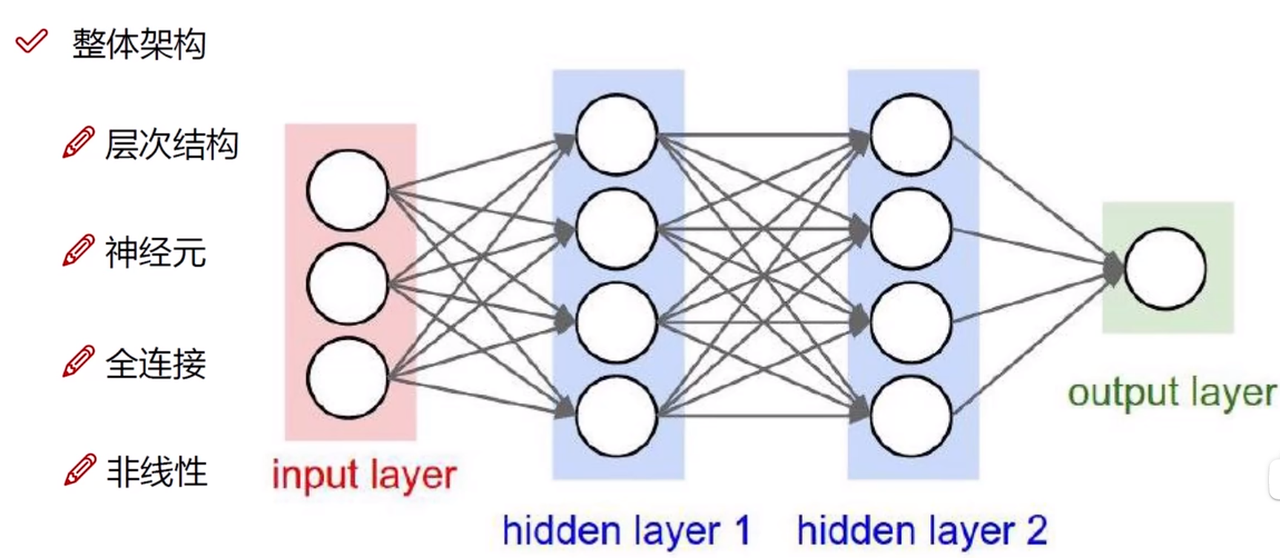 整体架构
层次结构
神经元
全连接
非线性
input layer
hidden layer 1
hidden layer 2
output layer